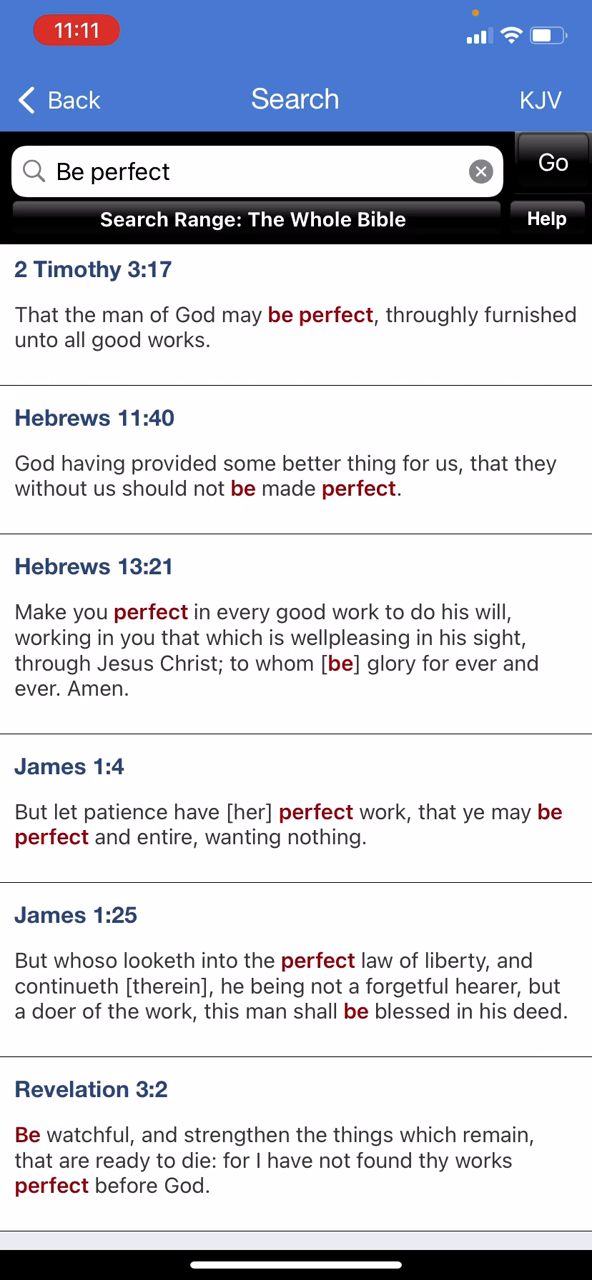 11:11
Back
Search
KJV
Be perfect
Go
Search Range: The Whole Bible
Help
2 Timothy 3:17
That the man of God may be perfect, throughly furnished
unto all good works.
Hebrews 11:40
God having provided some better thing for us, that they
without us should not be made perfect.
Hebrews 13:21
Make you perfect in every good work to do his will,
working in you that which is wellpleasing in his sight,
through Jesus Christ; to whom [be] glory for ever and
ever. Amen.
James 1:4
But let patience have [her] perfect work, that ye may be
perfect and entire, wanting nothing.
James 1:25
But whoso looketh into the perfect law of liberty, and
continueth [therein], he being not a forgetful hearer, but
a doer of the work, this man shall be blessed in his deed.
Revelation 3:2
Be watchful, and strengthen the things which remain,
that are ready to die: for I have not found thy works
perfect before God.